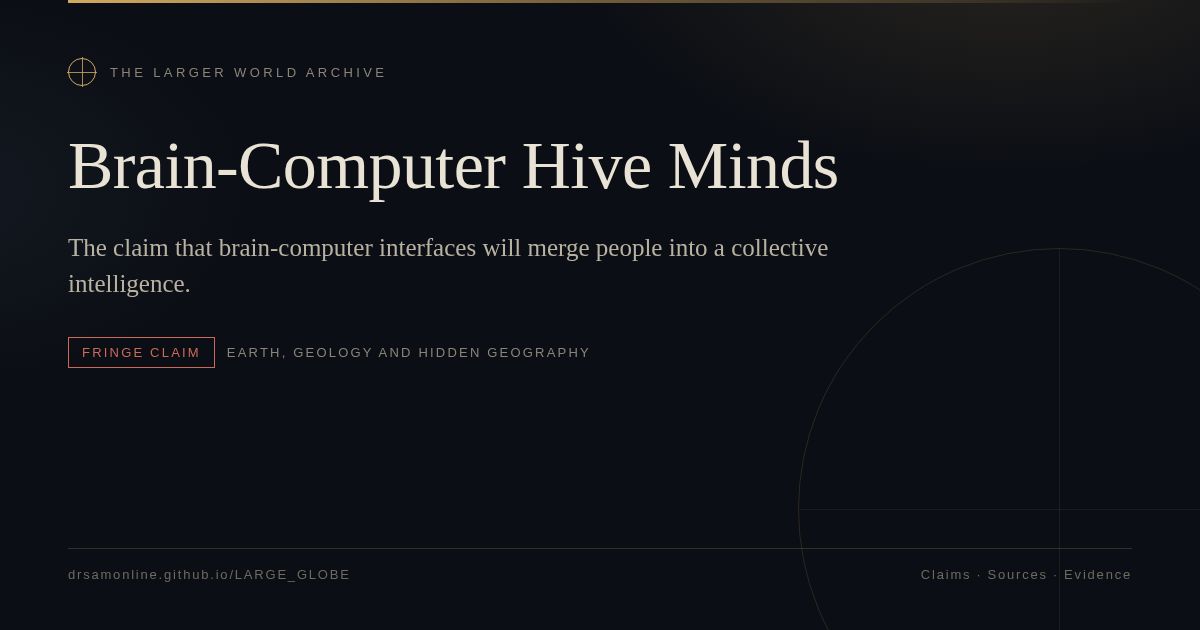 THE LARGER WORLD ARCHIVE
Brain-Computer Hive Minds
The claim that brain-computer interfaces will merge people into a collective
intelligence.
FRINGE CLAIM
EARTH, GEOLOGY AND HIDDEN GEOGRAPHY
drsamonline.github.io/LARGE_GLOBE
Claims · Sources · Evidence